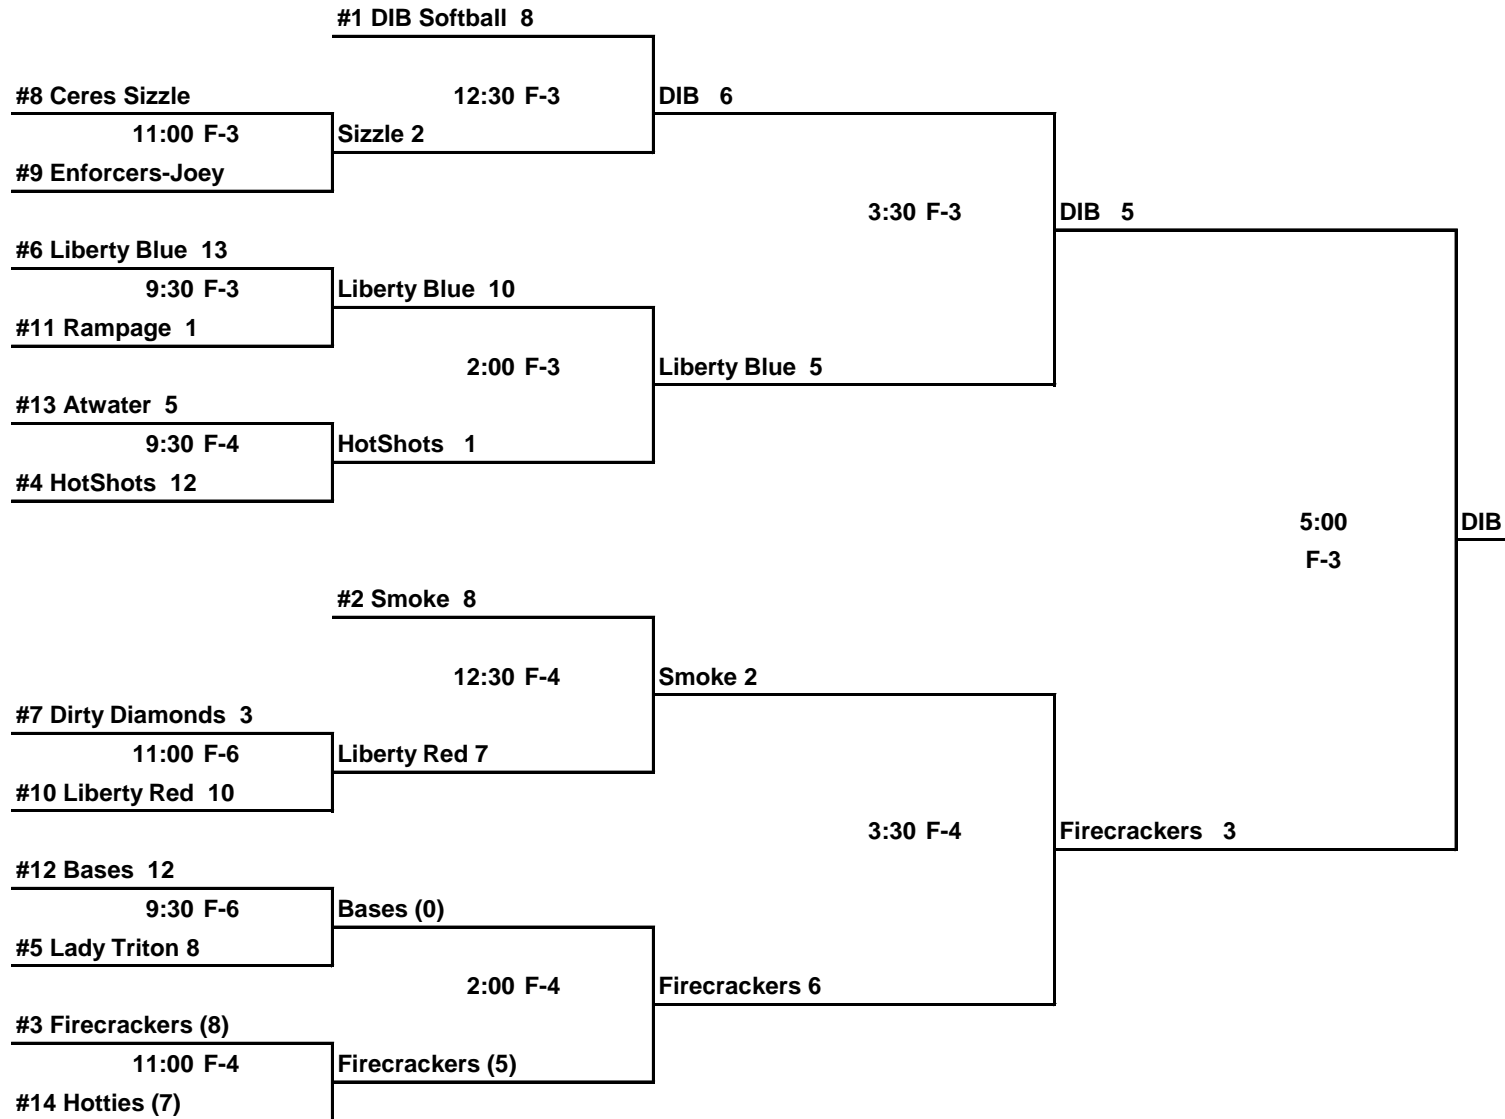 #1 DIB Softball 8
#8 Ceres Sizzle
12:30 F-3
DIB 6
11:00 F-3
Sizzle 2
#9 Enforcers-Joey
3:30 F-3
DIB 5
#6 Liberty Blue 13
9:30 F-3
Liberty Blue 10
#11 Rampage 1
2:00 F-3
Liberty Blue 5
#13 Atwater 5
9:30 F-4
HotShots 1
#4 HotShots 12
5:00
DIB
F-3
#2 Smoke 8
12:30 F-4
Smoke 2
#7 Dirty Diamonds 3
11:00 F-6
Liberty Red 7
#10 Liberty Red 10
3:30 F-4
Firecrackers 3
#12 Bases 12
9:30 F-6
Bases (0)
#5 Lady Triton 8
2:00 F-4
Firecrackers 6
#3 Firecrackers (8)
11:00 F-4
Firecrackers (5)
#14 Hotties (7)